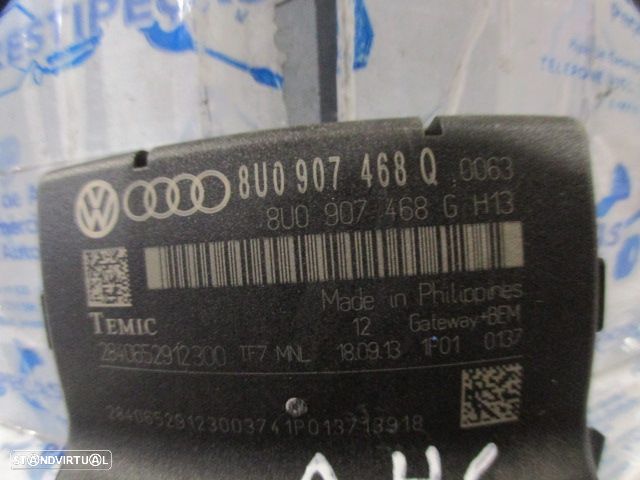 8U0 907 468 Q 0063
8U0 907 468 G H13
Made in Philippines
TEMIC 12 Gateway+BEM
2840652912300 TF7 MNL 18.09.13 1F01 0137
STANDVIRTUAL